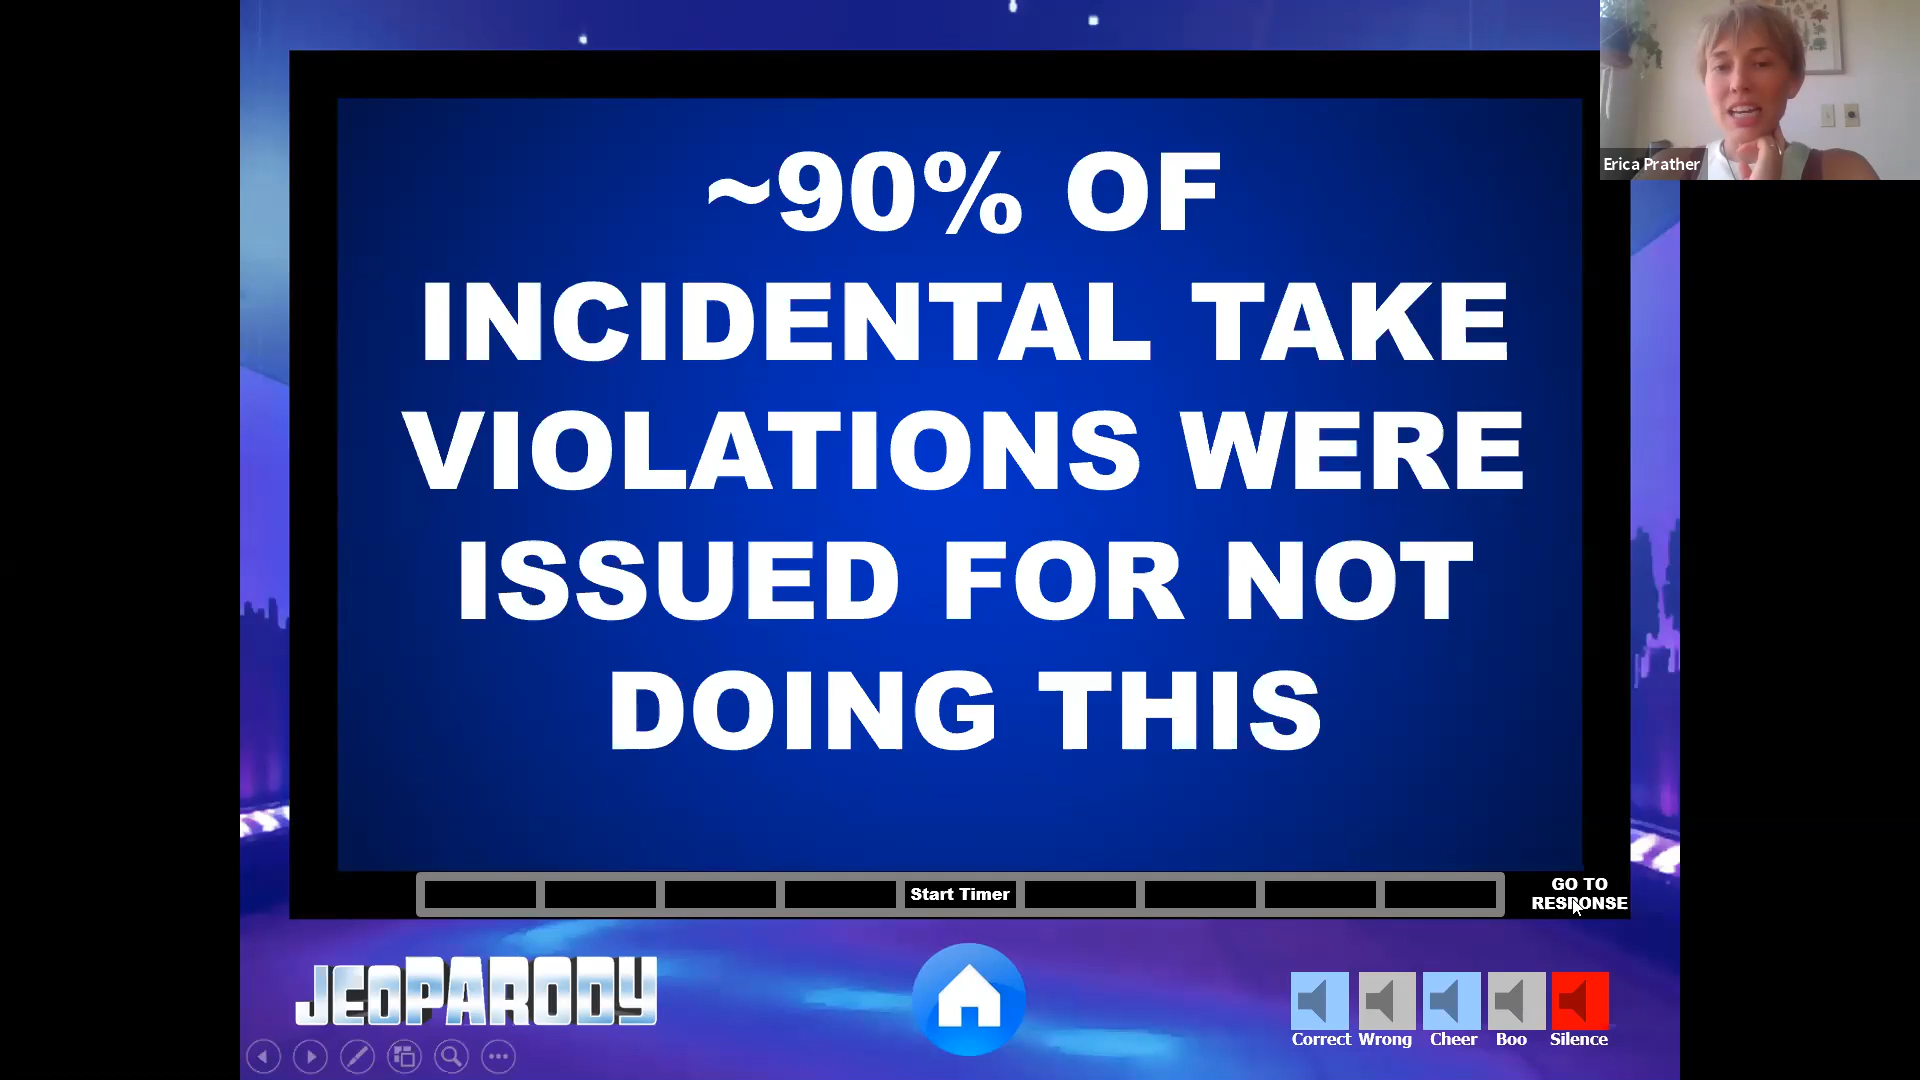 ~90% OF
INCIDENTAL TAKE
VIOLATIONS WERE
ISSUED FOR NOT
DOING THIS
Erica Prather
Start Timer
GO TO
RESPONSE
JEOPARODY
Correct Wrong Cheer Boo Silence